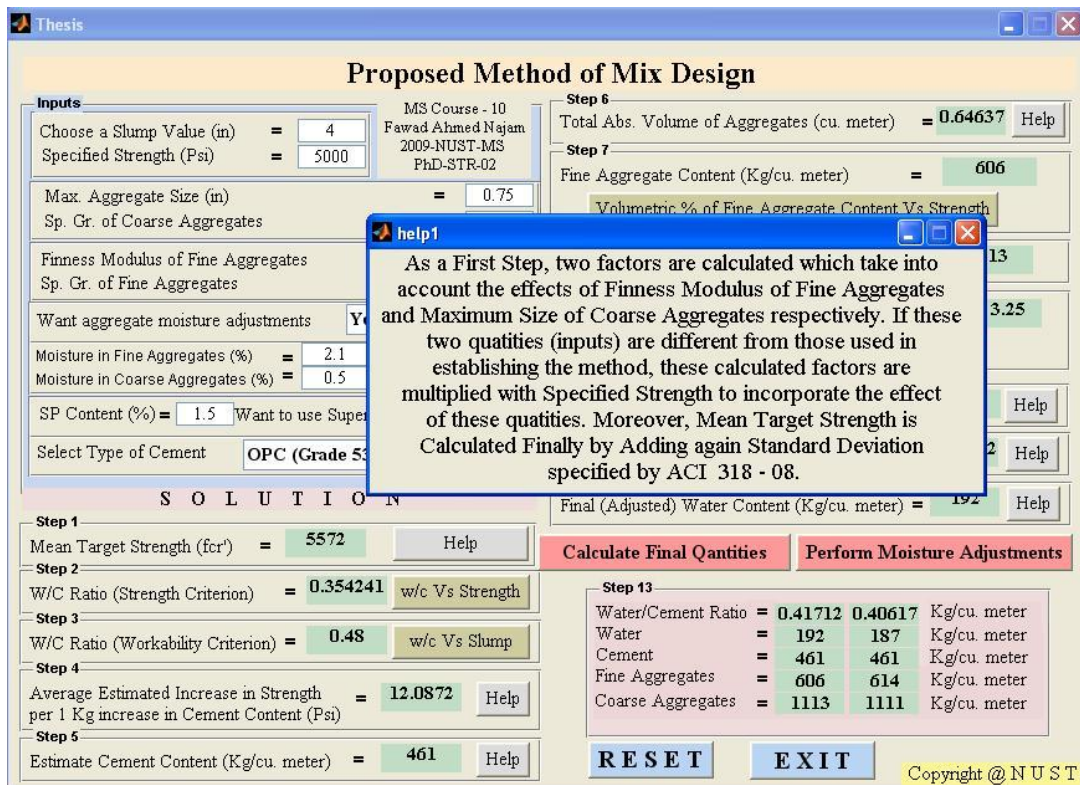 Thesis
Proposed Method of Mix Design
Inputs
Choose a Slump Value (in) = 4
Specified Strength (Psi) = 5000
MS Course - 10
Fawad Ahmed Najam
2009-NUST-MS
PhD-STR-02
Max. Aggregate Size (in) = 0.75
Sp. Gr. of Coarse Aggregates
Finness Modulus of Fine Aggregates
Sp. Gr. of Fine Aggregates
Want aggregate moisture adjustments
Moisture in Fine Aggregates (%) = 2.1
Moisture in Coarse Aggregates (%) = 0.5
SP Content (%) = 1.5 Want to use Super
Select Type of Cement OPC (Grade 53
S O L U T I O N
Step 1
Mean Target Strength (fcr') = 5572 Help
Step 2
W/C Ratio (Strength Criterion) = 0.354241 w/c Vs Strength
Step 3
W/C Ratio (Workability Criterion) = 0.48 w/c Vs Slump
Step 4
Average Estimated Increase in Strength
per 1 Kg increase in Cement Content (Psi) = 12.0872 Help
Step 5
Estimate Cement Content (Kg/cu. meter) = 461 Help
Step 6
Total Abs. Volume of Aggregates (cu. meter) = 0.64637 Help
Step 7
Fine Aggregate Content (Kg/cu. meter) = 606
Volumetric % of Fine Aggregate Content Vs Strength
help1
As a First Step, two factors are calculated which take into
account the effects of Finness Modulus of Fine Aggregates
and Maximum Size of Coarse Aggregates respectively. If these
two quatities (inputs) are different from those used in
establishing the method, these calculated factors are
multiplied with Specified Strength to incorporate the effect
of these quatities. Moreover, Mean Target Strength is
Calculated Finally by Adding again Standard Deviation
specified by ACI 318 - 08.
13
3.25
Help
2 Help
Final (Adjusted) Water Content (Kg/cu. meter) = 192 Help
Calculate Final Qantities
Perform Moisture Adjustments
Step 13
Water/Cement Ratio = 0.41712 0.40617 Kg/cu. meter
Water = 192 187 Kg/cu. meter
Cement = 461 461 Kg/cu. meter
Fine Aggregates = 606 614 Kg/cu. meter
Coarse Aggregates = 1113 1111 Kg/cu. meter
R E S E T
E X I T
Copyright @ N U S T